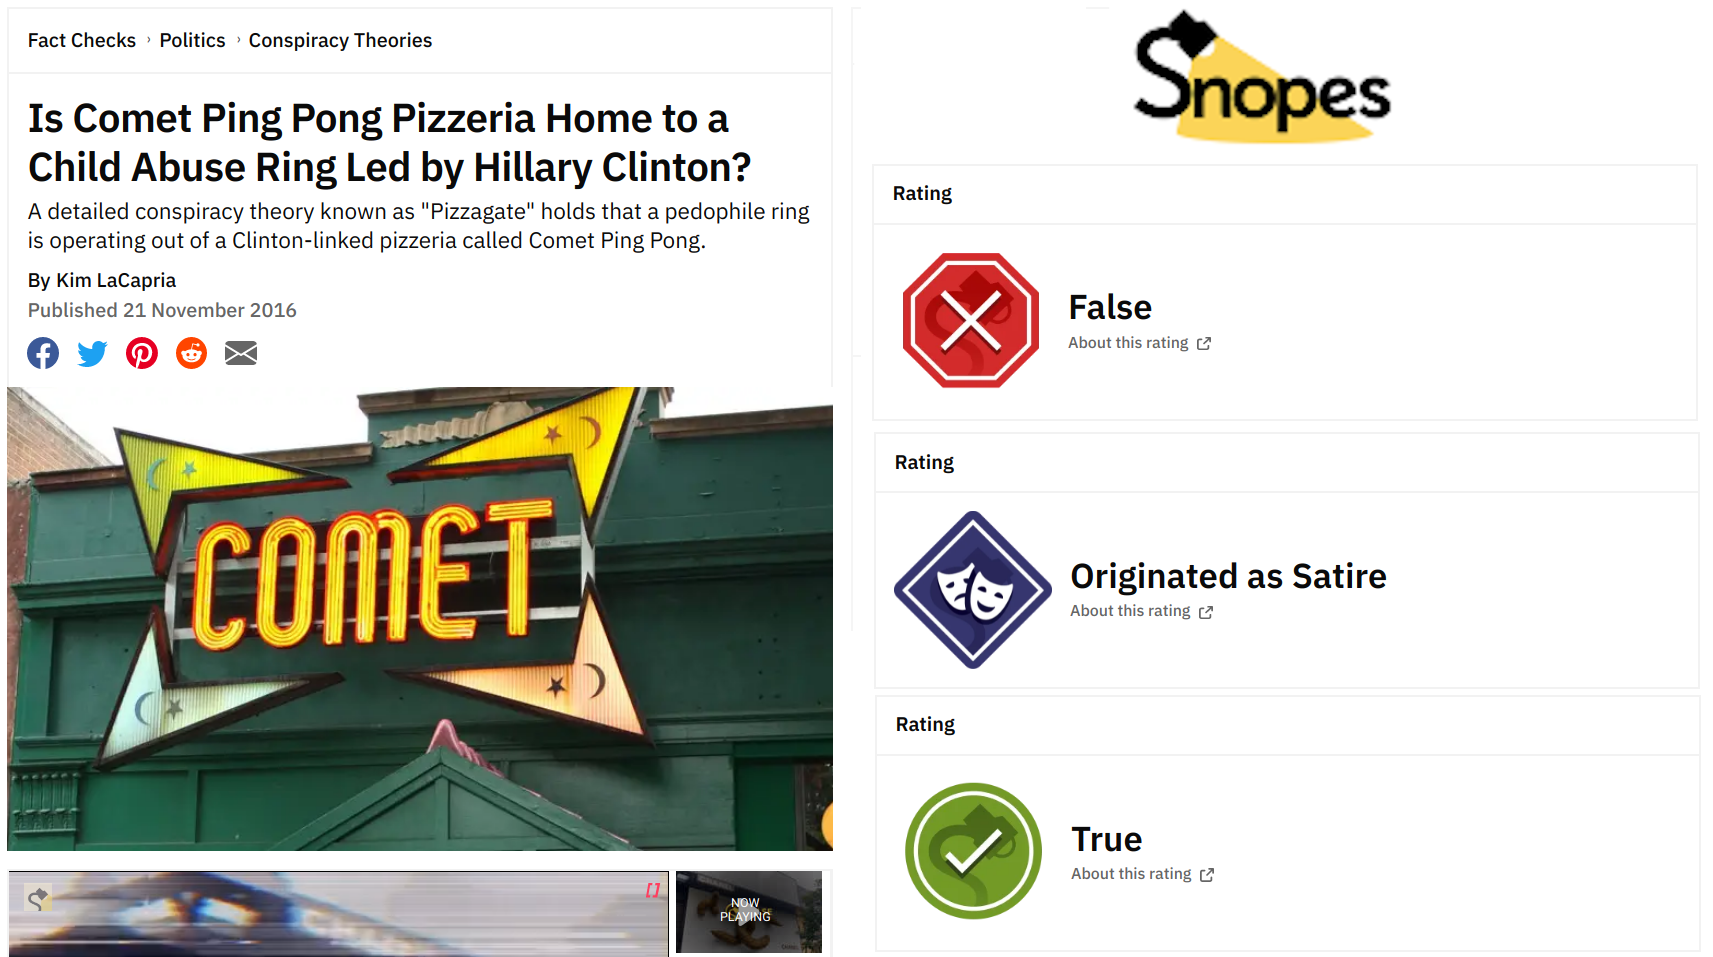 Fact Checks › Politics › Conspiracy Theories
Is Comet Ping Pong Pizzeria Home to a
Child Abuse Ring Led by Hillary Clinton?
A detailed conspiracy theory known as "Pizzagate" holds that a pedophile ring
is operating out of a Clinton-linked pizzeria called Comet Ping Pong.
By Kim LaCapria
Published 21 November 2016
COMET
NOW
PLAYING
Snopes
Rating
False
About this rating
Rating
Originated as Satire
About this rating
Rating
True
About this rating